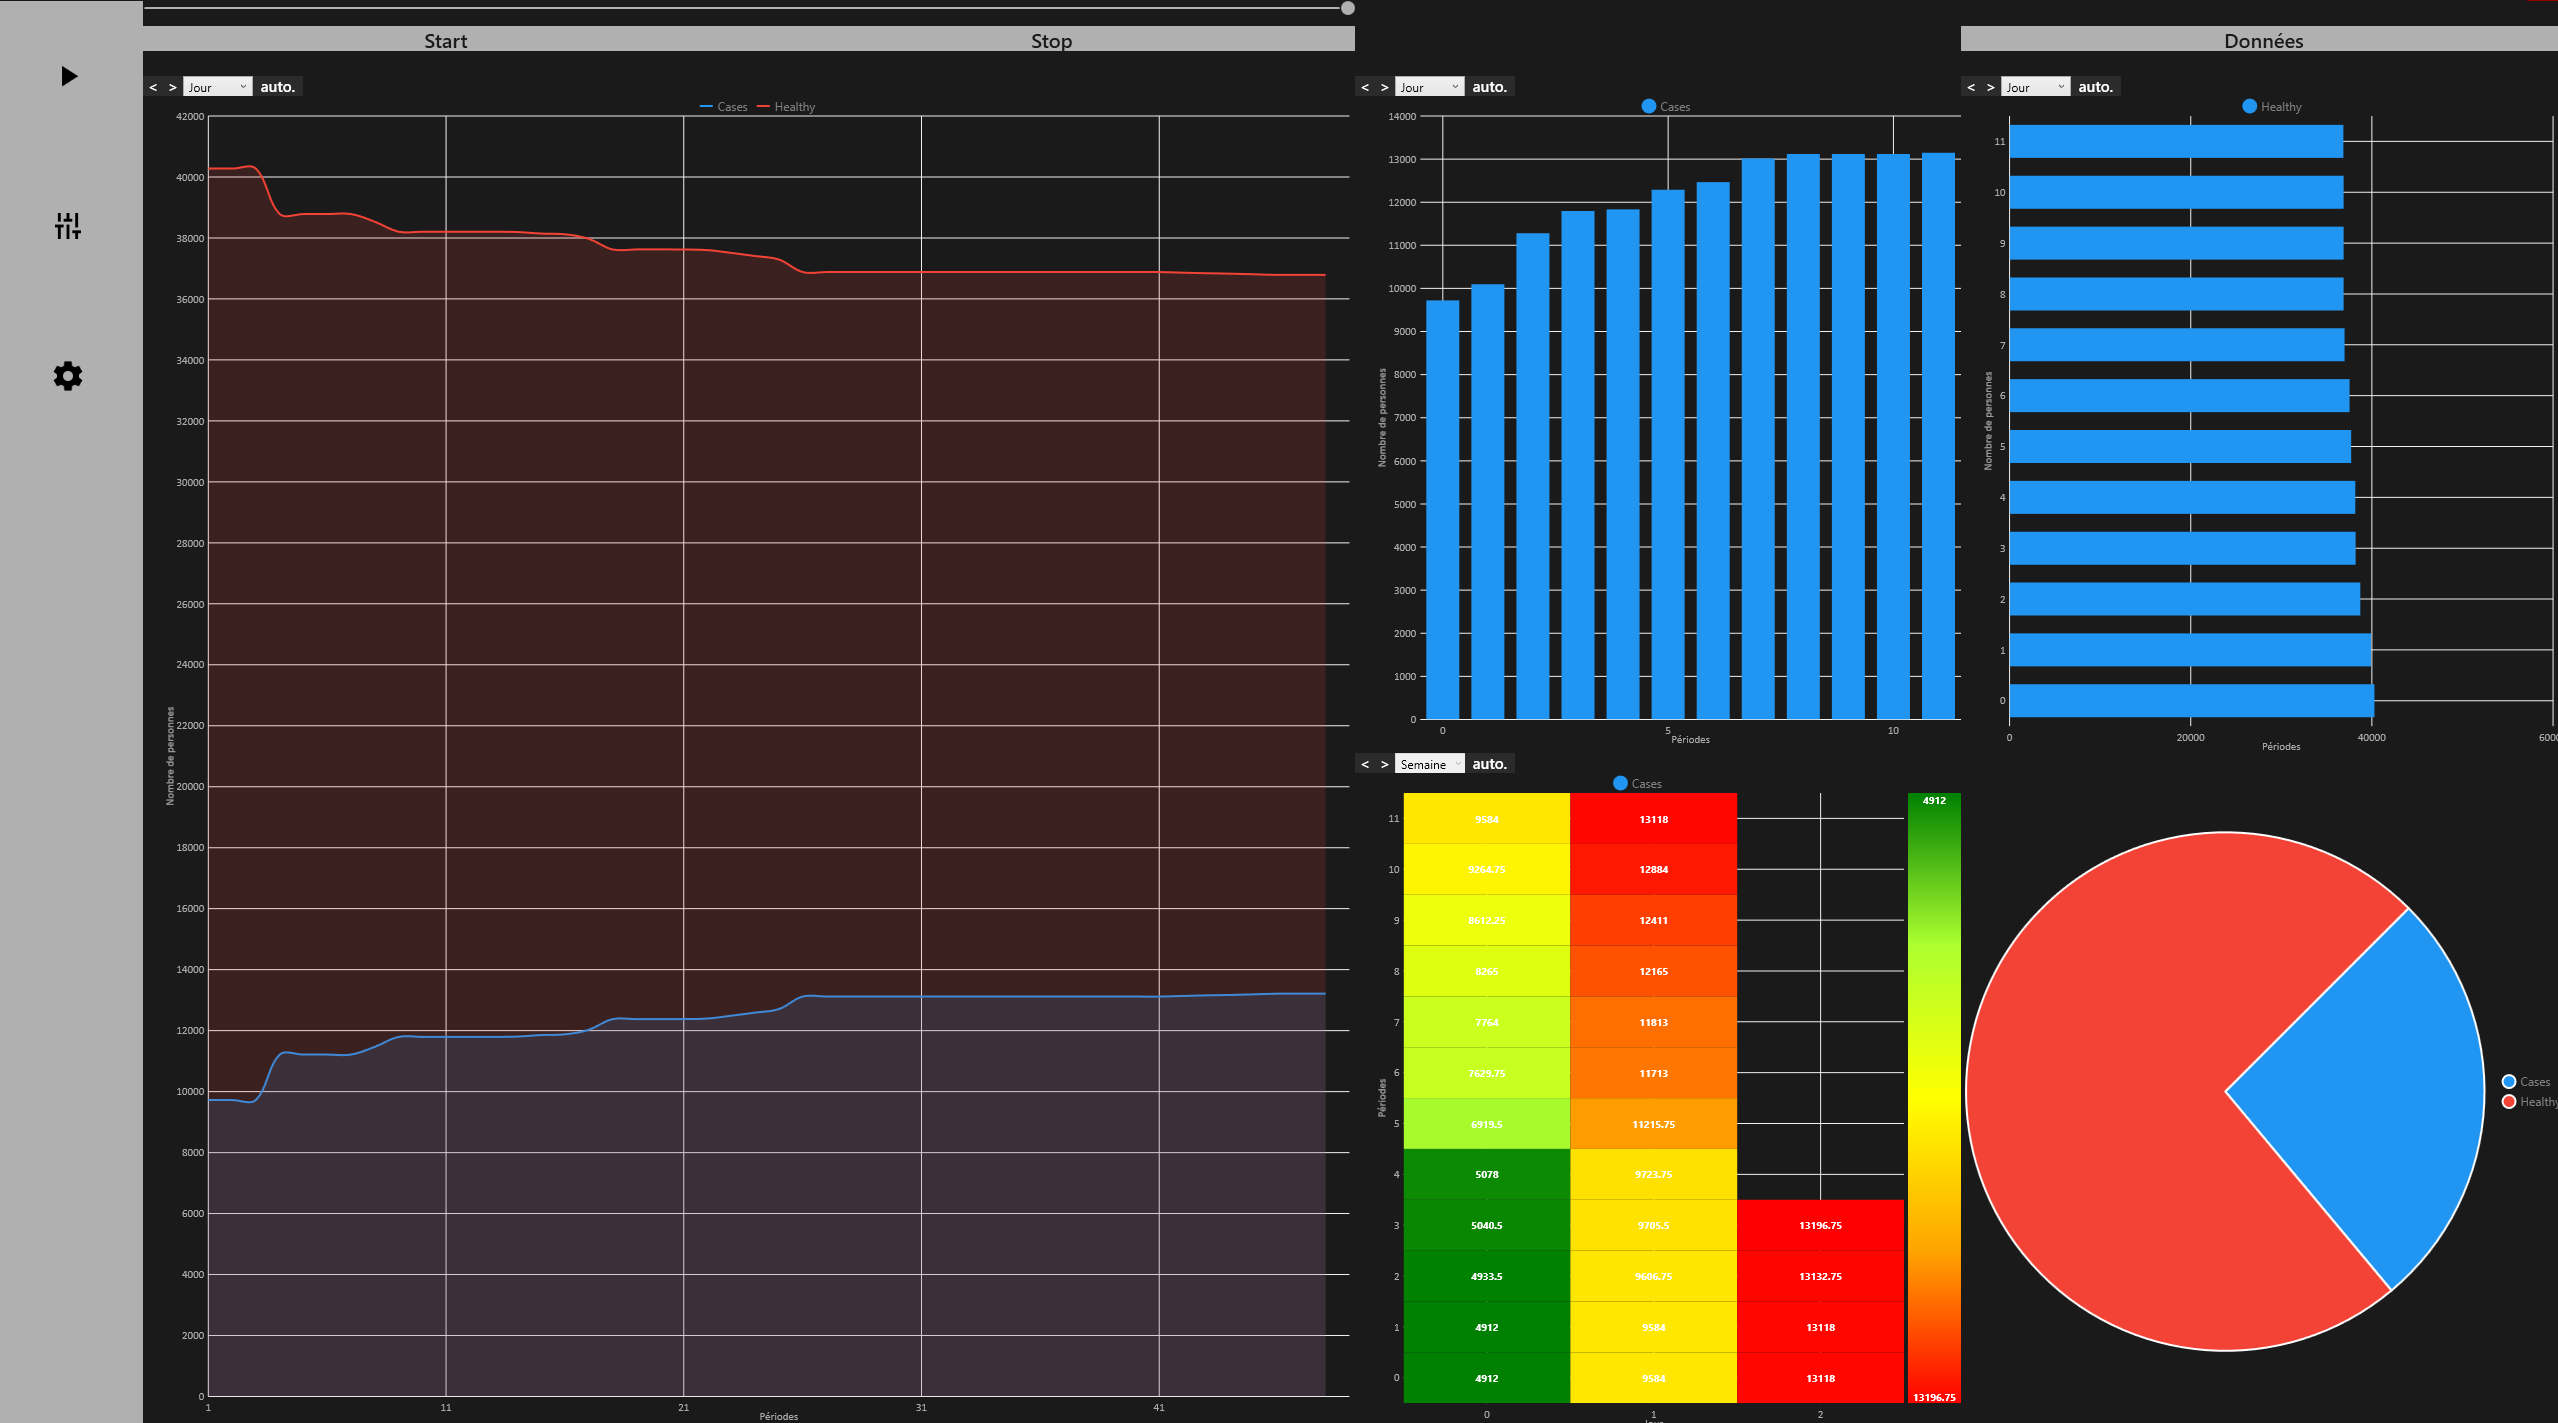 Start
Stop
Données
< > Jour auto.
Cases Healthy
42000
40000
38000
36000
34000
32000
30000
28000
26000
24000
22000
20000
18000
16000
14000
12000
10000
8000
6000
4000
2000
0
Nombre de personnes
1 11 21 31 41
Périodes
< > Jour auto.
Cases
14000
13000
12000
11000
10000
9000
8000
7000
6000
5000
4000
3000
2000
1000
0
Nombre de personnes
0 5 10
Périodes
< > Jour auto.
Healthy
11
10
9
8
7
6
5
4
3
2
1
0
Nombre de personnes
0 20000 40000 6000
Périodes
< > Semaine auto.
Cases
4912
11 9584 13118
10 9264.75 12884
9 8612.25 12411
8 8265 12165
7 7764 11813
6 7629.75 11713
5 6919.5 11215.75
4 5078 9723.75
3 5040.5 9705.5 13196.75
2 4933.5 9606.75 13132.75
1 4912 9584 13118
0 4912 9584 13118
13196.75
Périodes
0 1 2
Cases
Healthy